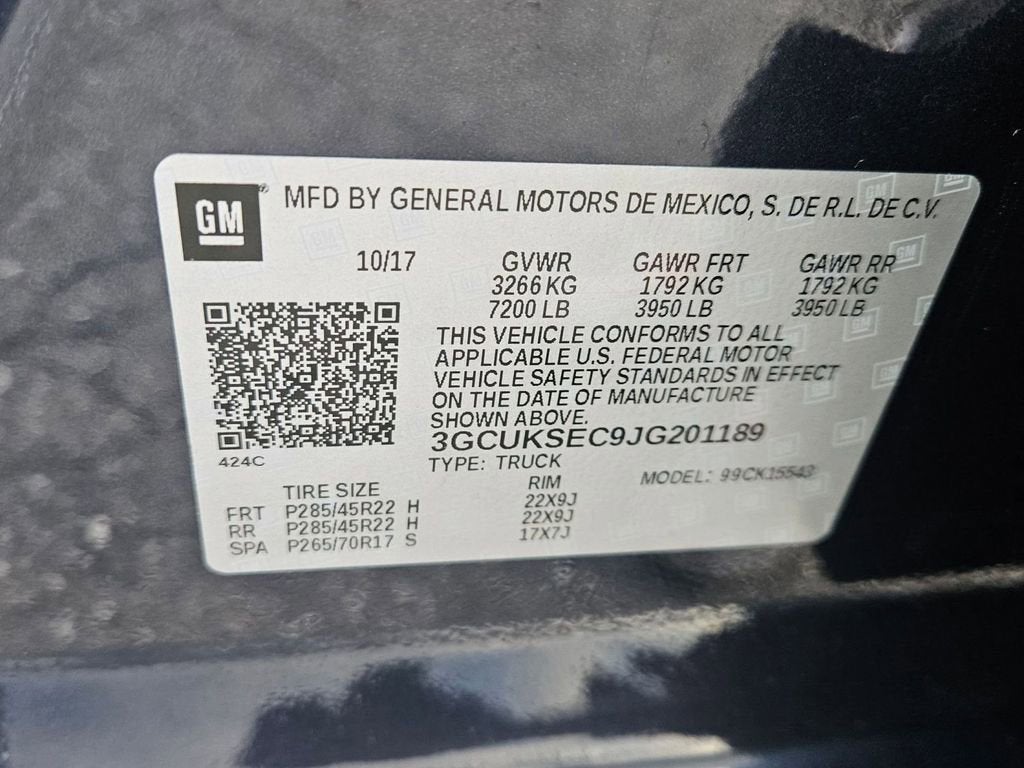 GM® MFD BY GENERAL MOTORS DE MEXICO, S. DE R.L. DE C.V.
10/17 GVWR GAWR FRT GAWR RR
3266 KG 1792 KG 1792 KG
7200 LB 3950 LB 3950 LB
THIS VEHICLE CONFORMS TO ALL
APPLICABLE U.S. FEDERAL MOTOR
VEHICLE SAFETY STANDARDS IN EFFECT
ON THE DATE OF MANUFACTURE
SHOWN ABOVE.
3GCUKSEC9JG201189
424C
TYPE: TRUCK MODEL: 99CK15543
TIRE SIZE RIM
FRT P285/45R22 H 22X9J
RR P285/45R22 H 22X9J
SPA P265/70R17 S 17X7J